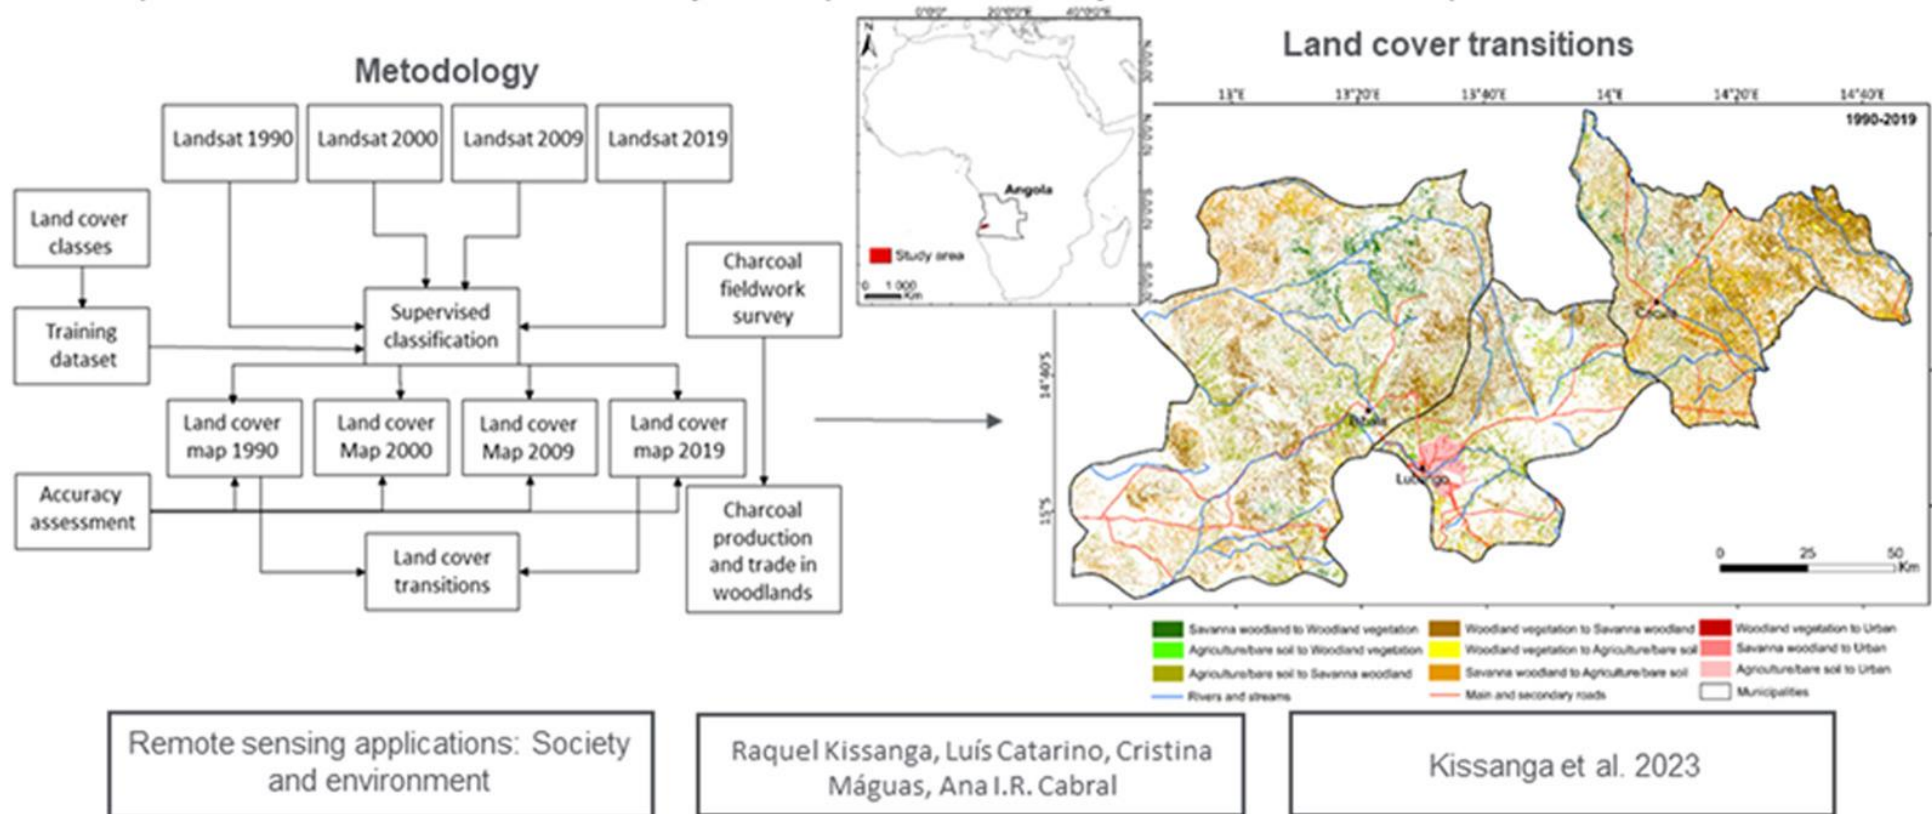 Metodology
Landsat 1990
Landsat 2000
Landsat 2009
Landsat 2019
Land cover
classes
Training
dataset
Supervised
classification
Charcoal
fieldwork
survey
Land cover
map 1990
Land cover
Map 2000
Land cover
Map 2009
Land cover
map 2019
Accuracy
assessment
Land cover
transitions
Charcoal
production
and trade in
woodlands
N
Angola
Study area
0 1 000
Km
Land cover transitions
13°E
13°20'E
13°40'E
14°E
14°20'E
14°40'E
1990-2019
14°40'S
15°S
Lubango
0 25 50
Km
Savanna woodland to Woodland vegetation
Agriculture/bare soil to Woodland vegetation
Agriculture/bare soil to Savanna woodland
Rivers and streams
Woodland vegetation to Savanna woodland
Woodland vegetation to Agriculture/bare soil
Savanna woodland to Agriculture/bare soil
Main and secondary roads
Woodland vegetation to Urban
Savanna woodland to Urban
Agriculture/bare soil to Urban
Municipalities
Remote sensing applications: Society
and environment
Raquel Kissanga, Luís Catarino, Cristina
Máguas, Ana I.R. Cabral
Kissanga et al. 2023